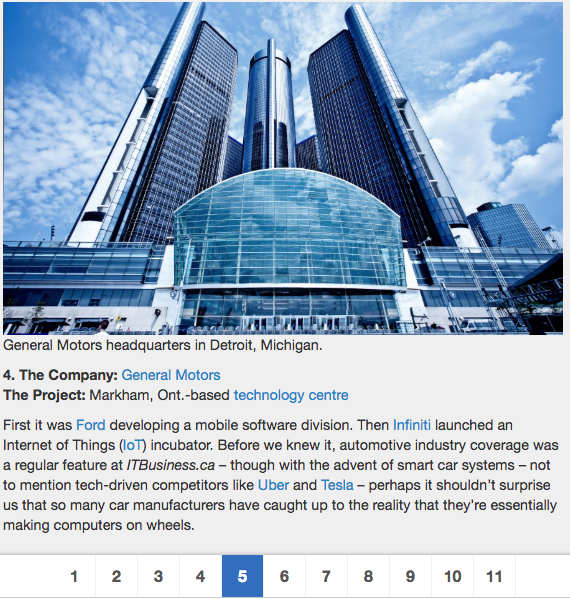 General Motors headquarters in Detroit, Michigan.
4. The Company: General Motors
The Project: Markham, Ont.-based technology centre
First it was Ford developing a mobile software division. Then Infiniti launched an
Internet of Things (IoT) incubator. Before we knew it, automotive industry coverage was
a regular feature at ITBusiness.ca – though with the advent of smart car systems – not
to mention tech-driven competitors like Uber and Tesla – perhaps it shouldn't surprise
us that so many car manufacturers have caught up to the reality that they're essentially
making computers on wheels.
1 2 3 4 5 6 7 8 9 10 11